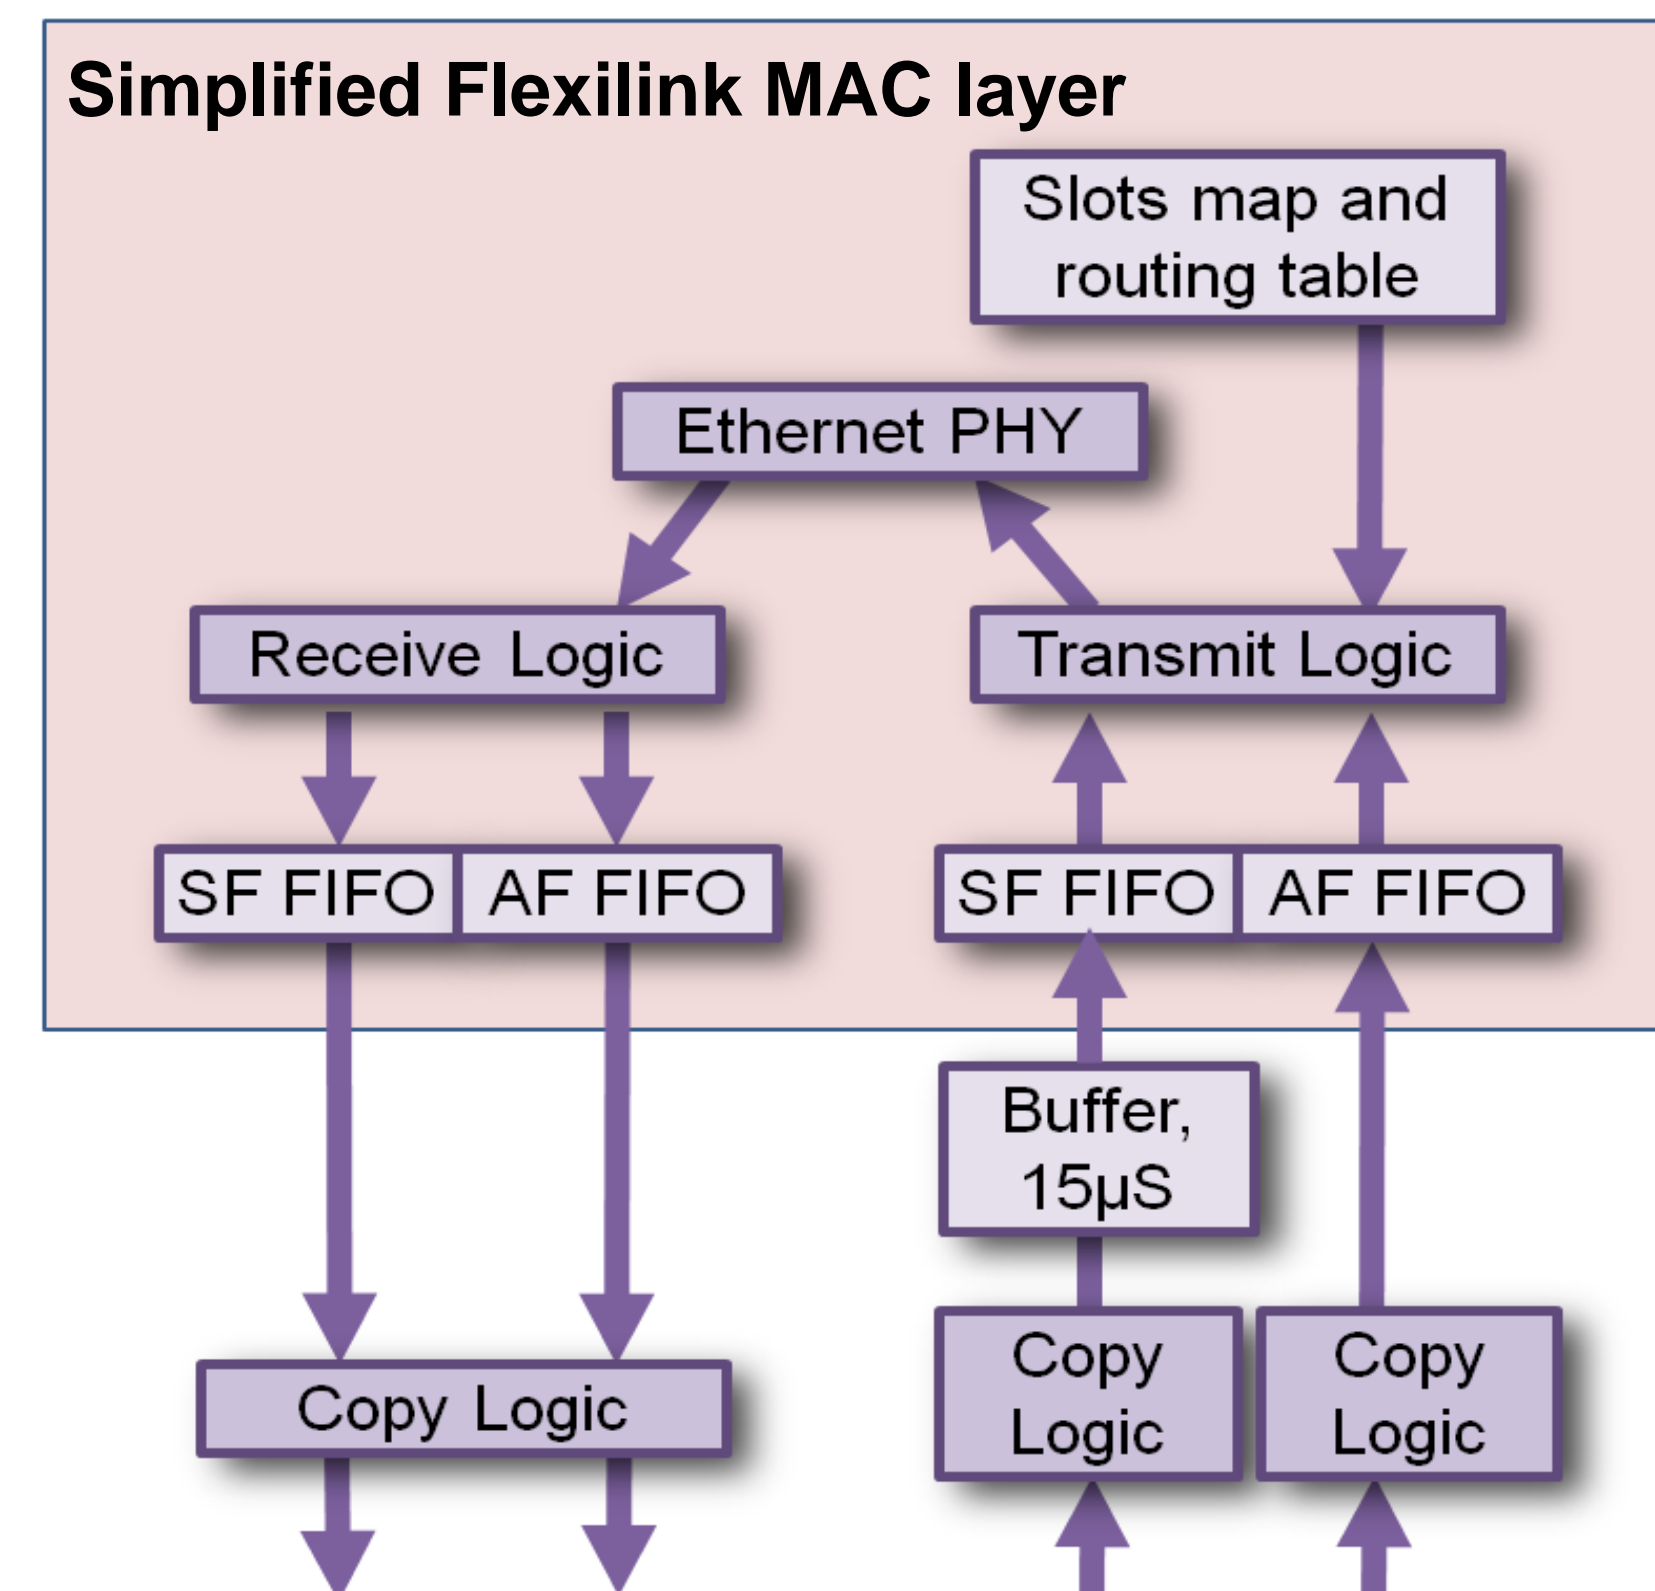 Simplified Flexilink MAC layer
Slots map and
routing table
Ethernet PHY
Receive Logic
Transmit Logic
SF FIFO
AF FIFO
SF FIFO
AF FIFO
Buffer,
15µS
Copy Logic
Copy
Logic
Copy
Logic